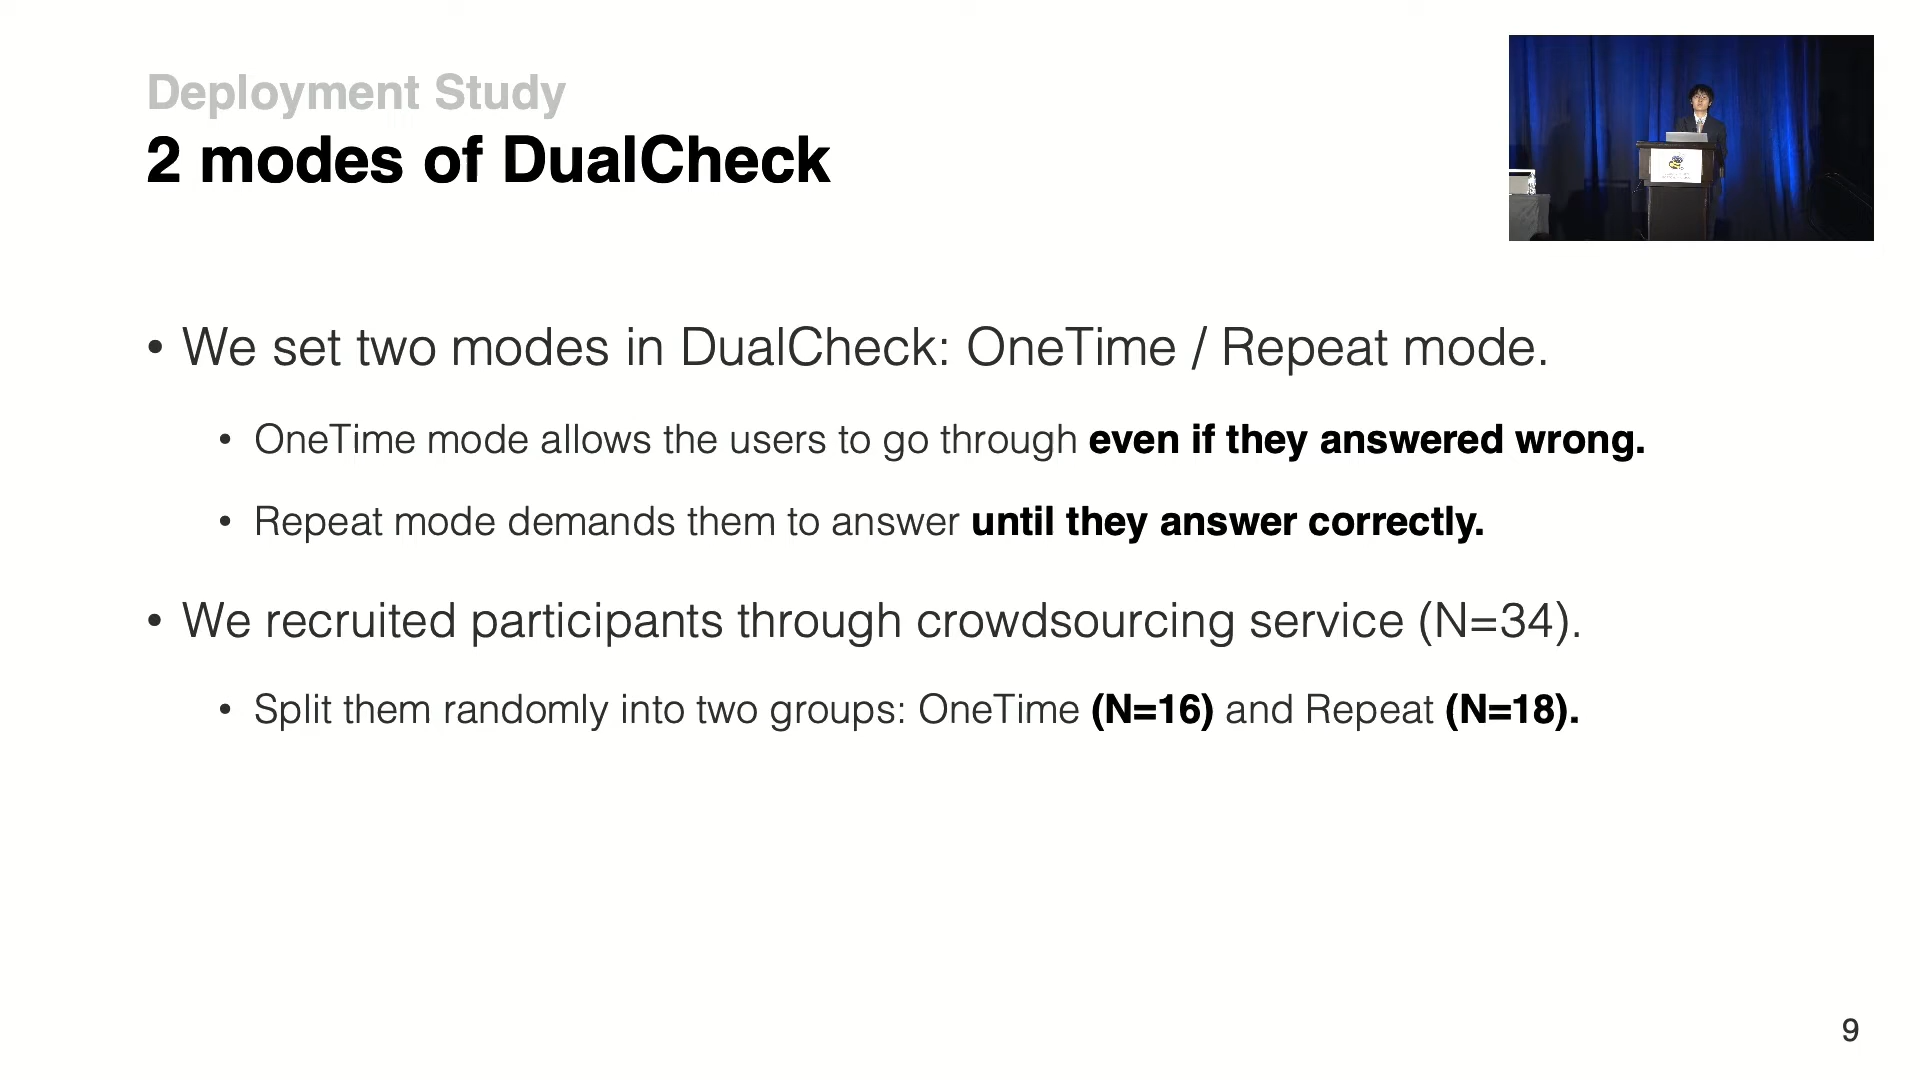 Deployment Study
2 modes of DualCheck
• We set two modes in DualCheck: OneTime / Repeat mode.
• OneTime mode allows the users to go through even if they answered wrong.
• Repeat mode demands them to answer until they answer correctly.
• We recruited participants through crowdsourcing service (N=34).
• Split them randomly into two groups: OneTime (N=16) and Repeat (N=18).
9